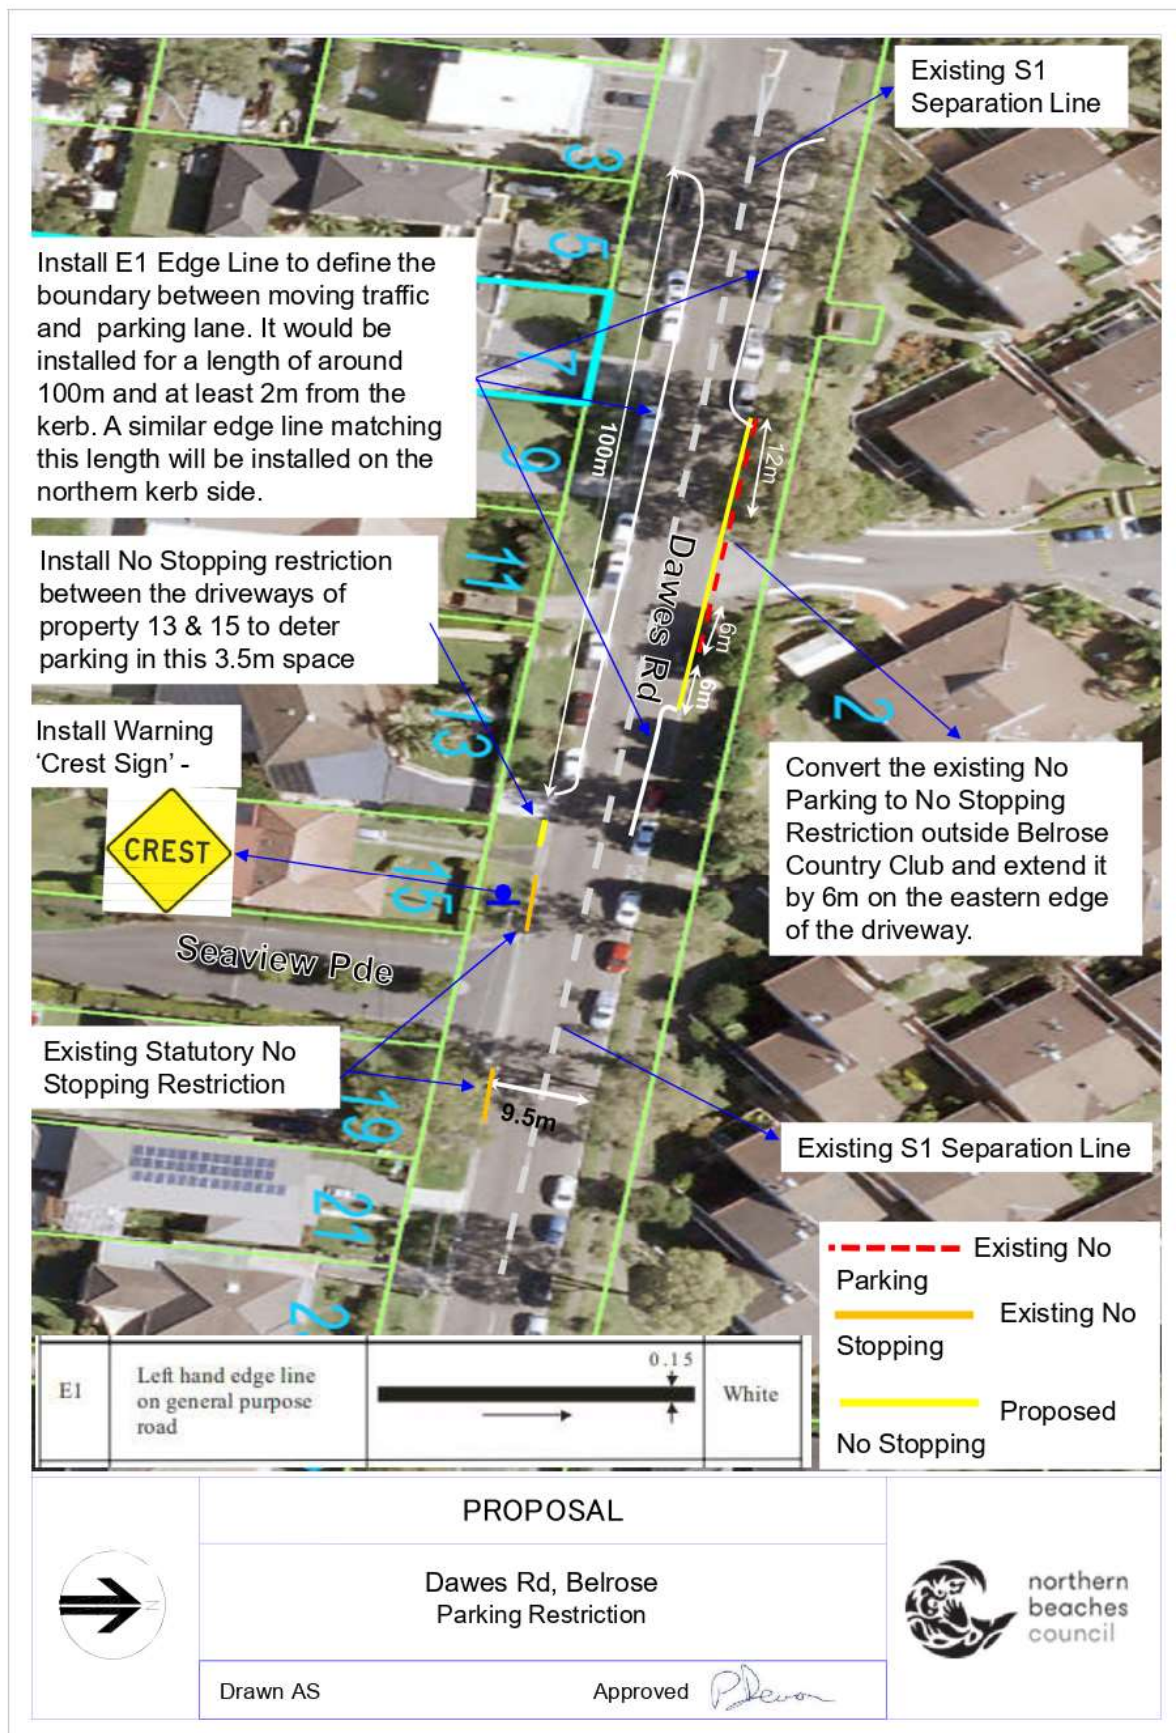 Existing S1
Separation Line
3
5
Install E1 Edge Line to define the
boundary between moving traffic
and parking lane. It would be
installed for a length of around
100m and at least 2m from the
kerb. A similar edge line matching
this length will be installed on the
northern kerb side.
7
9
100m
12m
11
Dawes Rd
Install No Stopping restriction
between the driveways of
property 13 & 15 to deter
parking in this 3.5m space
6m
6m
2
13
Install Warning
‘Crest Sign’ -
CREST
Convert the existing No
Parking to No Stopping
Restriction outside Belrose
Country Club and extend it
by 6m on the eastern edge
of the driveway.
15
Seaview Pde
Existing Statutory No
Stopping Restriction
19
9.5m
Existing S1 Separation Line
21
Existing No
Parking
Existing No
Stopping
Proposed
No Stopping
E1
Left hand edge line
on general purpose
road
0.15
White
PROPOSAL
Dawes Rd, Belrose
Parking Restriction
N
northern
beaches
council
Drawn AS
Approved